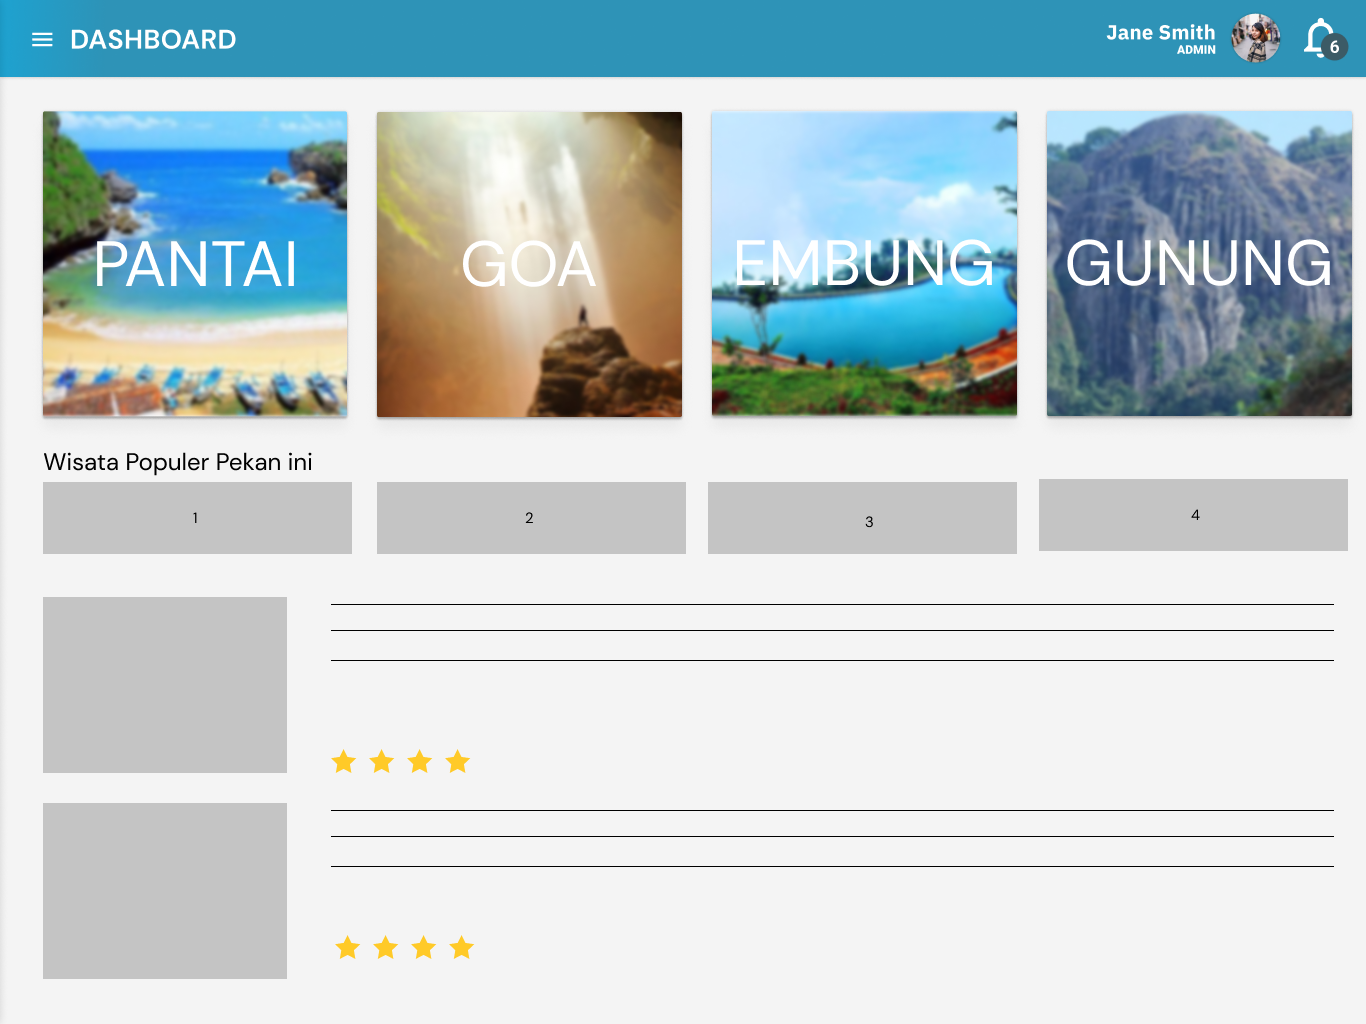 DASHBOARD
Jane Smith
ADMIN
6
PANTAI
GOA
EMBUNG
GUNUNG
Wisata Populer Pekan ini
1
2
3
4